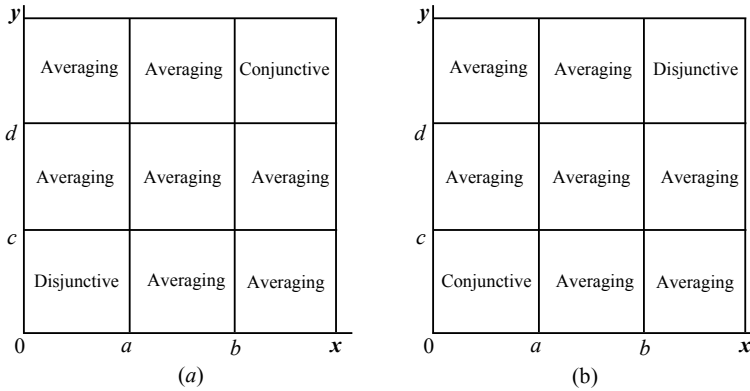 y
Averaging Averaging Conjunctive
d
Averaging Averaging Averaging
c
Disjunctive Averaging Averaging
0 a b x
(a)
y
Averaging Averaging Disjunctive
d
Averaging Averaging Averaging
c
Conjunctive Averaging Averaging
0 a b x
(b)